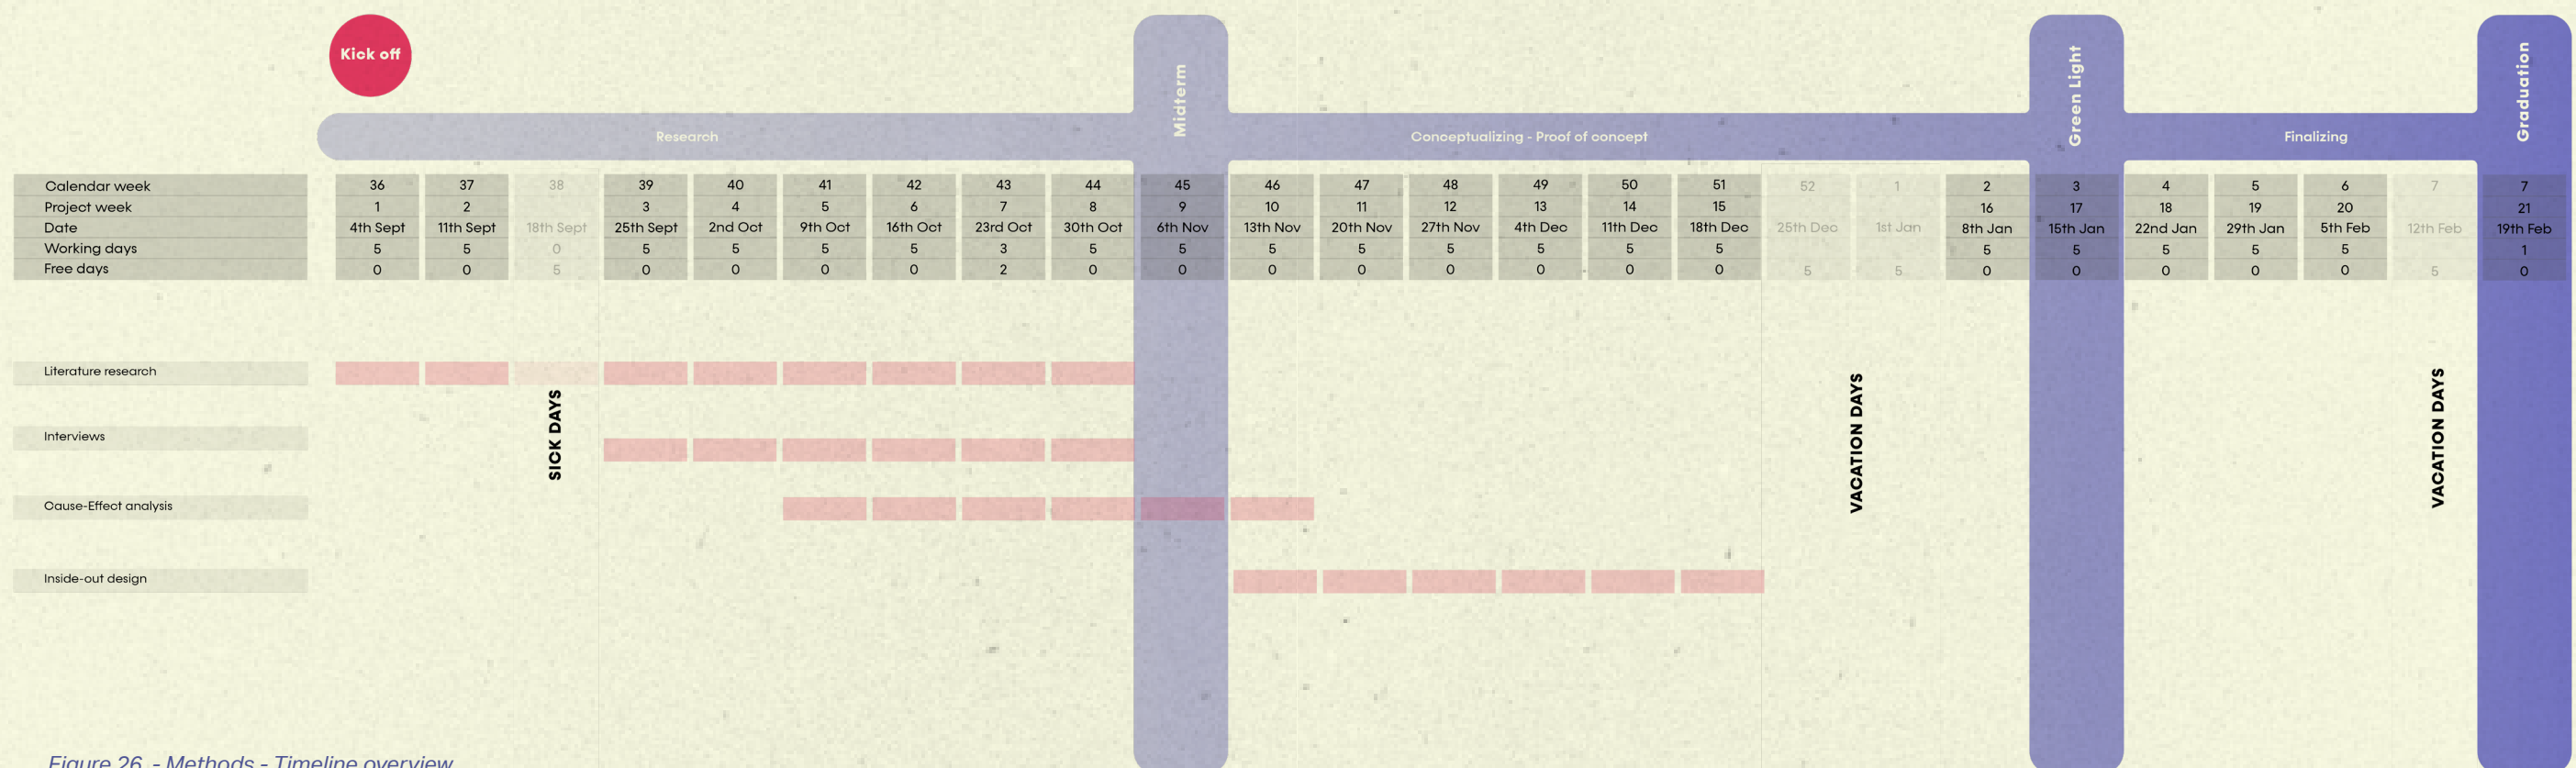 Kick off
Midterm
Green Light
Graduation
Research
Conceptualizing - Proof of concept
Finalizing
Calendar week 36 37 38 39 40 41 42 43 44 45 46 47 48 49 50 51 52 1 2 3 4 5 6 7 7
Project week 1 2 3 4 5 6 7 8 9 10 11 12 13 14 15 16 17 18 19 20 21
Date 4th Sept 11th Sept 18th Sept 25th Sept 2nd Oct 9th Oct 16th Oct 23rd Oct 30th Oct 6th Nov 13th Nov 20th Nov 27th Nov 4th Dec 11th Dec 18th Dec 25th Dec 1st Jan 8th Jan 15th Jan 22nd Jan 29th Jan 5th Feb 12th Feb 19th Feb
Working days 5 5 0 5 5 5 5 3 5 5 5 5 5 5 5 5 5 5 5 5 5 1
Free days 0 0 5 0 0 0 0 2 0 0 0 0 0 0 0 0 5 5 0 0 0 0 0 5 0
Literature research
SICK DAYS
VACATION DAYS
VACATION DAYS
Interviews
Cause-Effect analysis
Inside-out design
Figure 26 - Methods - Timeline overview